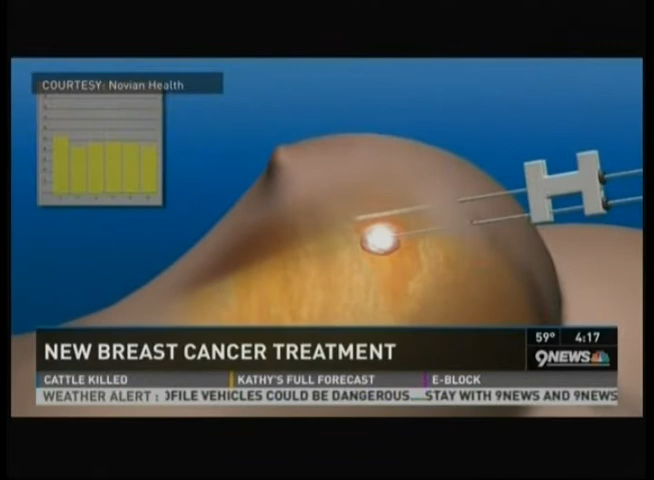 COURTESY: Novian Health
NEW BREAST CANCER TREATMENT
59° 4:17
9NEWS
CATTLE KILLED KATHY'S FULL FORECAST E-BLOCK
WEATHER ALERT : VEHICLES COULD BE DANGEROUS...STAY WITH 9NEWS AND 9NEWS